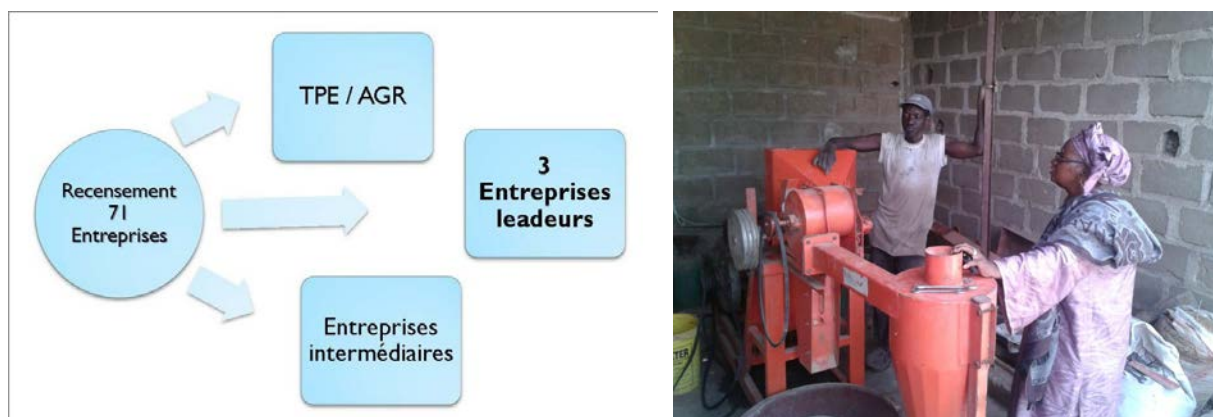 TPE / AGR
Recensement
71
Entreprises
3
Entreprises
leadeurs
Entreprises
intermédiaires